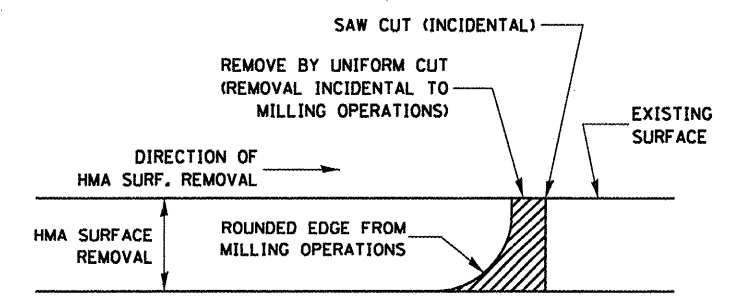 SAW CUT (INCIDENTAL)
REMOVE BY UNIFORM CUT
(REMOVAL INCIDENTAL TO
MILLING OPERATIONS)
EXISTING
SURFACE
DIRECTION OF
HMA SURF. REMOVAL
HMA SURFACE
REMOVAL
ROUNDED EDGE FROM
MILLING OPERATIONS